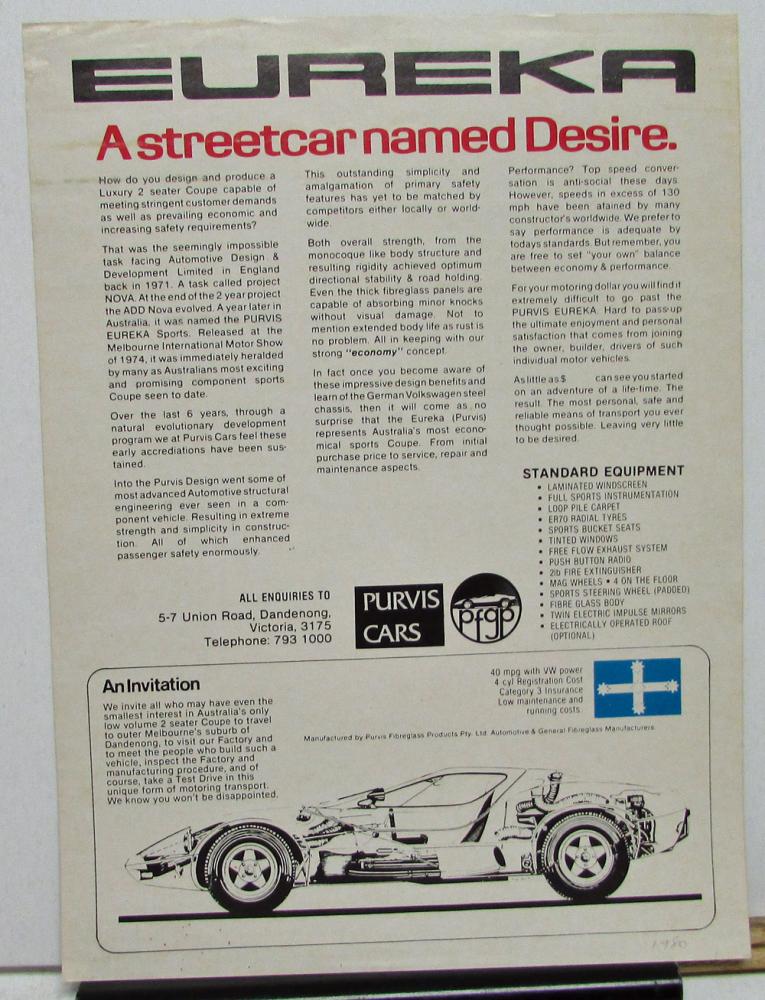 EUREKA
A streetcar named Desire.
How do you design and produce a
Luxury 2 seater Coupe capable of
meeting stringent customer demands
as well as prevailing economic and
increasing safety requirements?
That was the seemingly impossible
task facing Automotive Design &
Development Limited in England
back in 1971. A task called project
NOVA. At the end of the 2 year project
the ADD Nova evolved. A year later in
Australia, it was named the PURVIS
EUREKA Sports. Released at the
Melbourne International Motor Show
of 1974, it was immediately heralded
by many as Australians most exciting
and promising component sports
Coupe seen to date.
Over the last 6 years, through a
natural evolutionary development
program we at Purvis Cars feel these
early accrediations have been sus-
tained.
Into the Purvis Design went some of
most advanced Automotive structural
engineering ever seen in a com-
ponent vehicle. Resulting in extreme
strength and simplicity in construc-
tion. All of which enhanced
passenger safety enormously.
This outstanding simplicity and
amalgamation of primary safety
features has yet to be matched by
competitors either locally or world-
wide.
Both overall strength, from the
monocoque like body structure and
resulting rigidity achieved optimum
directional stability & road holding.
Even the thick fibreglass panels are
capable of absorbing minor knocks
without visual damage. Not to
mention extended body life as rust is
no problem. All in keeping with our
strong "economy" concept.
In fact once you become aware of
these impressive design benefits and
learn of the German Volkswagen steel
chassis, then it will come as no
surprise that the Eureka (Purvis)
represents Australia's most econo-
mical sports Coupe. From initial
purchase price to service, repair and
maintenance aspects.
Performance? Top speed conver-
sation is anti-social these days.
However, speeds in excess of 130
mph have been atained by many
constructor's worldwide. We prefer to
say performance is adequate by
todays standards. But remember, you
are free to set "your own" balance
between economy & performance.
For your motoring dollar you will find it
extremely difficult to go past the
PURVIS EUREKA. Hard to pass-up
the ultimate enjoyment and personal
satisfaction that comes from joining
the owner, builder, drivers of such
individual motor vehicles.
As little as $ can see you started
on an adventure of a life-time. The
result. The most personal, safe and
reliable means of transport you ever
thought possible. Leaving very little
to be desired.
STANDARD EQUIPMENT
• LAMINATED WINDSCREEN
• FULL SPORTS INSTRUMENTATION
• LOOP PILE CARPET
• ER70 RADIAL TYRES
• SPORTS BUCKET SEATS
• TINTED WINDOWS
• FREE FLOW EXHAUST SYSTEM
• PUSH BUTTON RADIO
• 2lb FIRE EXTINGUISHER
• MAG WHEELS • 4 ON THE FLOOR
• SPORTS STEERING WHEEL (PADDED)
• FIBRE GLASS BODY
• TWIN ELECTRIC IMPULSE MIRRORS
• ELECTRICALLY OPERATED ROOF
(OPTIONAL)
ALL ENQUIRIES TO
5-7 Union Road, Dandenong,
Victoria, 3175
Telephone: 793 1000
PURVIS
CARS
pfgp
An Invitation
We invite all who may have even the
smallest interest in Australia's only
low volume 2 seater Coupe to travel
to outer Melbourne's suburb of
Dandenong, to visit our Factory and
to meet the people who build such a
vehicle, inspect the Factory and
manufacturing procedure, and of
course, take a Test Drive in this
unique form of motoring transport.
We know you won't be disappointed.
40 mpg with VW power
4 cyl Registration Cost
Category 3 Insurance
Low maintenance and
running costs.
Manufactured by Purvis Fibreglass Products Pty. Ltd. Automotive & General Fibreglass Manufacturers.
1980